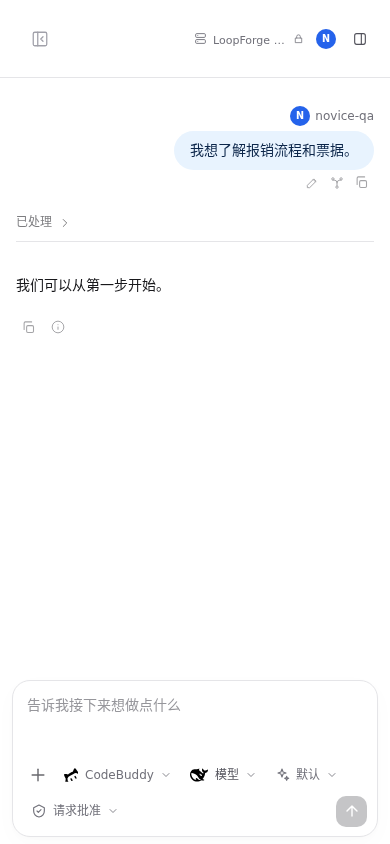 LoopForge ...
N
N novice-qa
我想了解报销流程和票据。
已处理
我们可以从第一步开始。
告诉我接下来想做点什么
CodeBuddy 模型 默认
请求批准